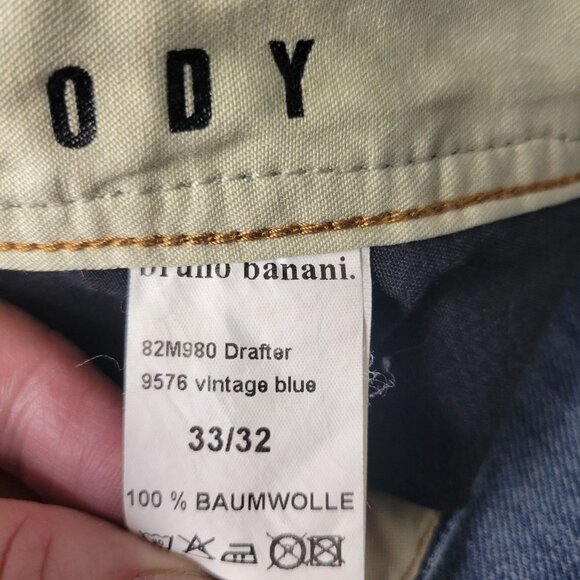 ODY
bruno banani.
82M980 Drafter
9576 vintage blue
33/32
100 % BAUMWOLLE